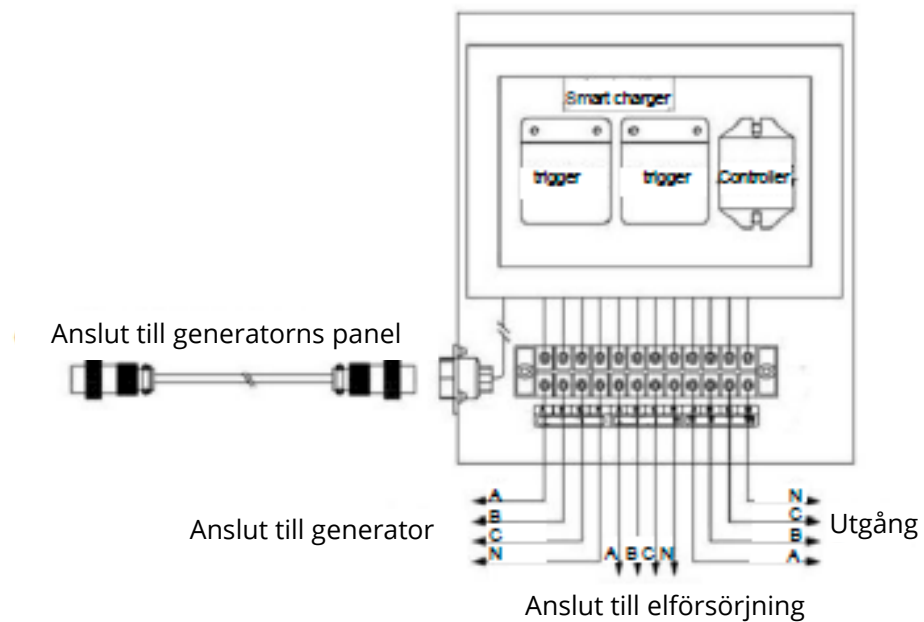 Smart charger
trigger trigger Controller
Anslut till generatorns panel
A
B
C
N
Anslut till generator
A B C N
N
C
B
A
Utgång
Anslut till elförsörjning